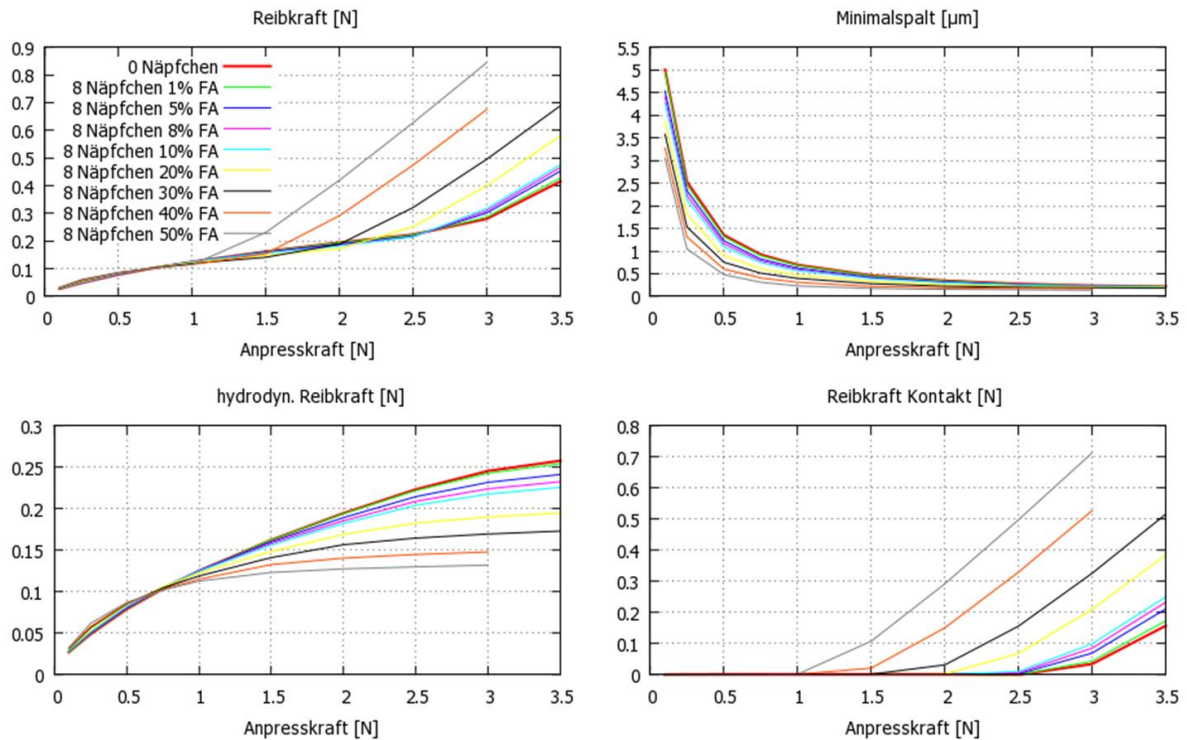 Reibkraft [N]
0.9
0.8
0.7
0.6
0.5
0.4
0.3
0.2
0.1
0
0 Näpfchen
8 Näpfchen 1% FA
8 Näpfchen 5% FA
8 Näpfchen 8% FA
8 Näpfchen 10% FA
8 Näpfchen 20% FA
8 Näpfchen 30% FA
8 Näpfchen 40% FA
8 Näpfchen 50% FA
0 0.5 1 1.5 2 2.5 3 3.5
Anpresskraft [N]
Minimalspalt [µm]
5.5
5
4.5
4
3.5
3
2.5
2
1.5
1
0.5
0
0 0.5 1 1.5 2 2.5 3 3.5
Anpresskraft [N]
hydrodyn. Reibkraft [N]
0.3
0.25
0.2
0.15
0.1
0.05
0
0 0.5 1 1.5 2 2.5 3 3.5
Anpresskraft [N]
Reibkraft Kontakt [N]
0.8
0.7
0.6
0.5
0.4
0.3
0.2
0.1
0
0 0.5 1 1.5 2 2.5 3 3.5
Anpresskraft [N]